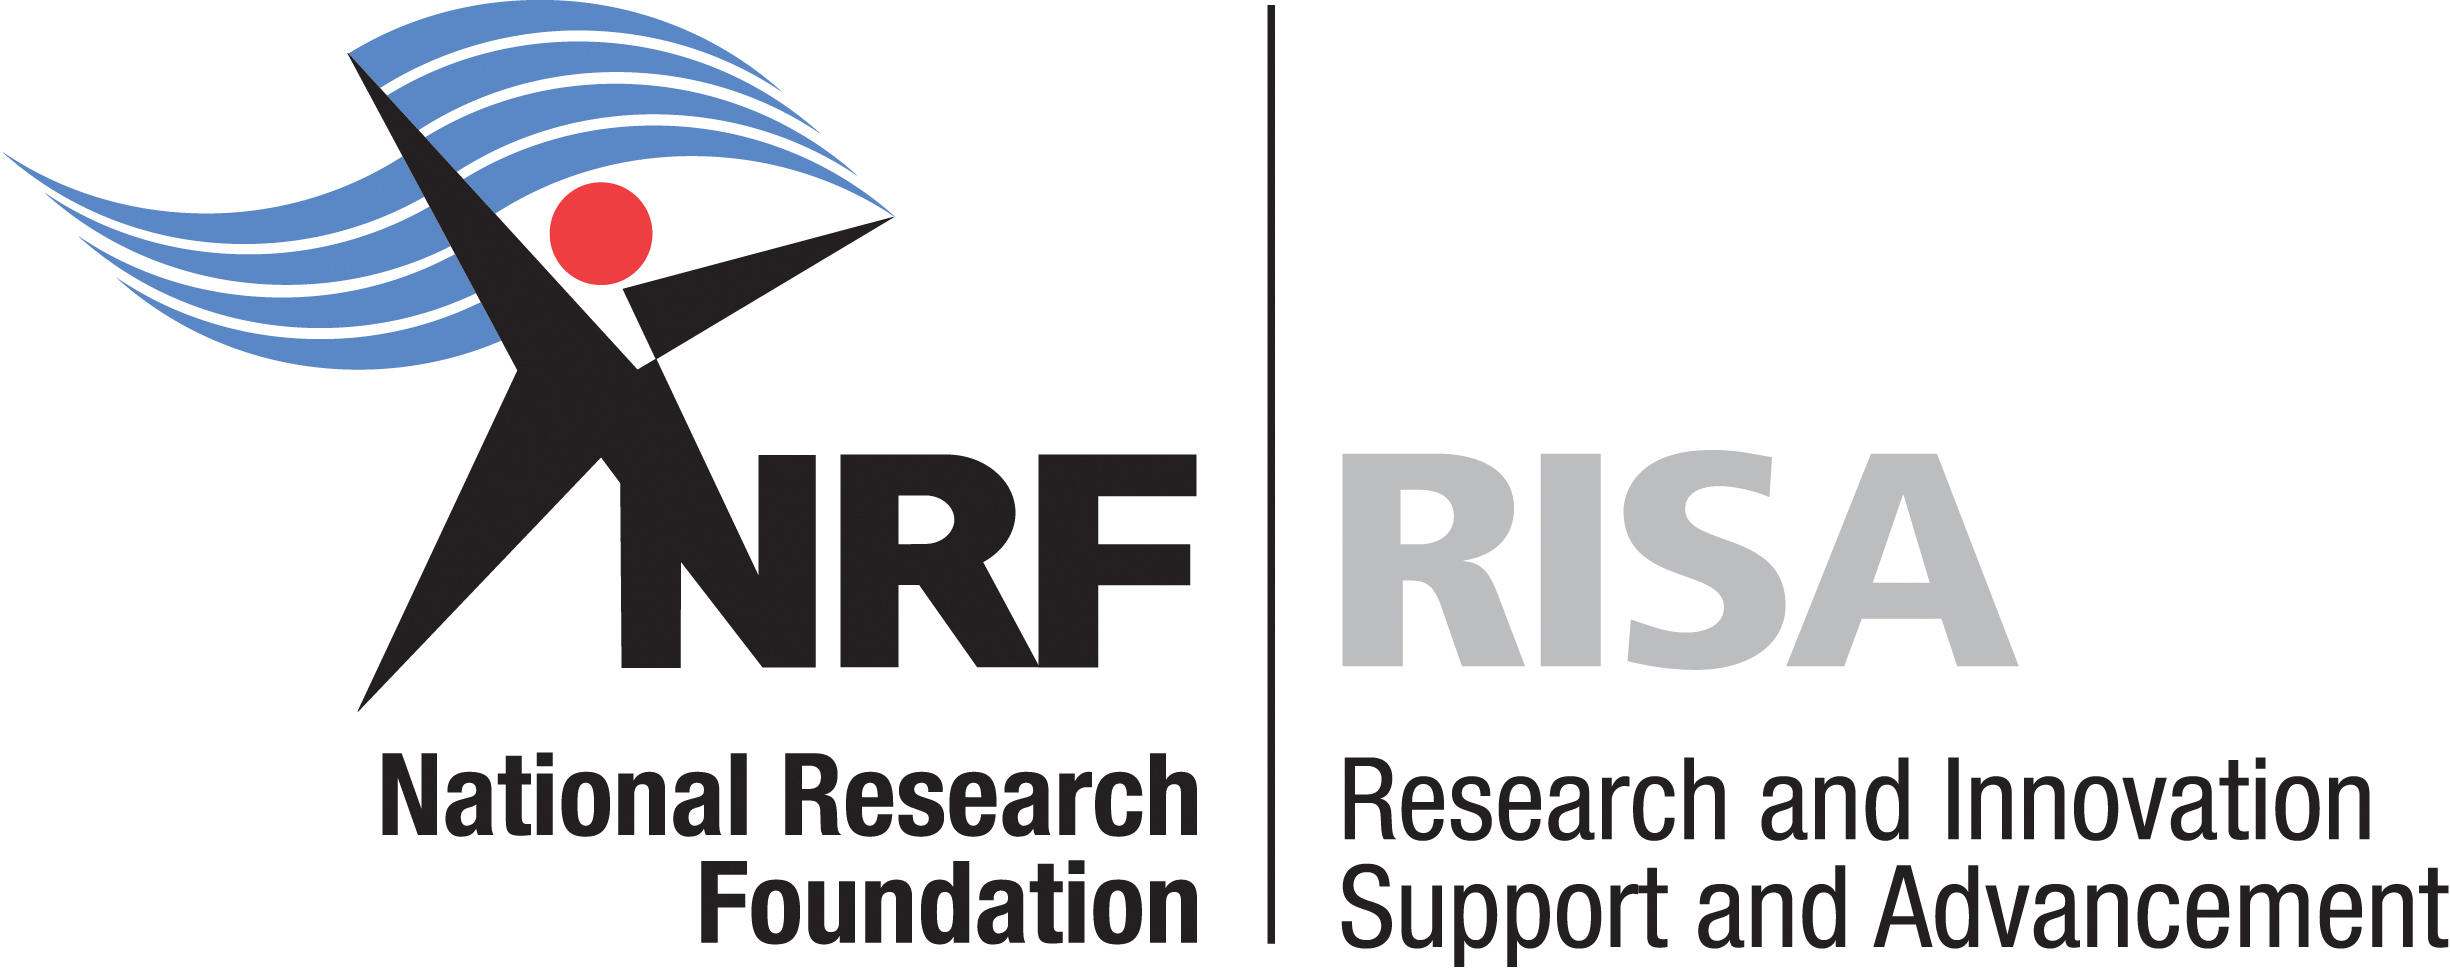 NRF
National Research
Foundation
RISA
Research and Innovation
Support and Advancement